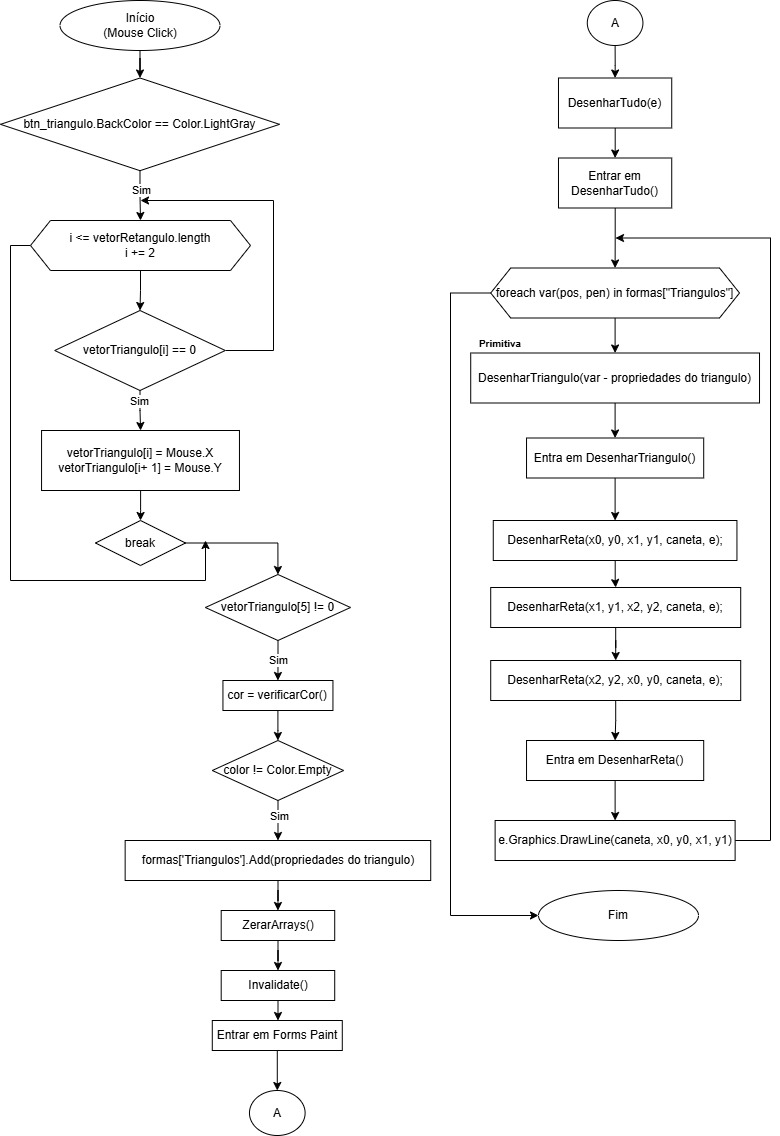 Início
(Mouse Click)
btn_triangulo.BackColor == Color.LightGray
Sim
i <= vetorRetangulo.length
i += 2
vetorTriangulo[i] == 0
Sim
vetorTriangulo[i] = Mouse.X
vetorTriangulo[i+ 1] = Mouse.Y
break
vetorTriangulo[5] != 0
Sim
cor = verificarCor()
color != Color.Empty
Sim
formas['Triangulos'].Add(propriedades do triangulo)
ZerarArrays()
Invalidate()
Entrar em Forms Paint
A
A
DesenharTudo(e)
Entrar em
DesenharTudo()
foreach var(pos, pen) in formas["Triangulos"]
Primitiva
DesenharTriangulo(var - propriedades do triangulo)
Entra em DesenharTriangulo()
DesenharReta(x0, y0, x1, y1, caneta, e);
DesenharReta(x1, y1, x2, y2, caneta, e);
DesenharReta(x2, y2, x0, y0, caneta, e);
Entra em DesenharReta()
e.Graphics.DrawLine(caneta, x0, y0, x1, y1)
Fim